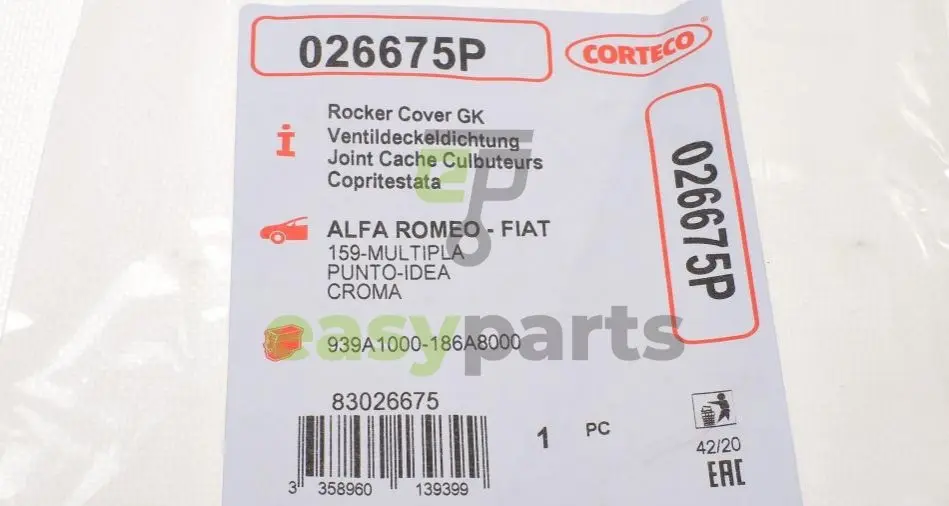 026675P
CORTECO®
Rocker Cover GK
Ventildeckeldichtung
Joint Cache Culbuteurs
Copritestata
026675P
ALFA ROMEO - FIAT
159-MULTIPLA
PUNTO-IDEA
CROMA
939A1000-186A8000
EP
easyparts
83026675
1 PC
3 358960 139399
42/20
EAC